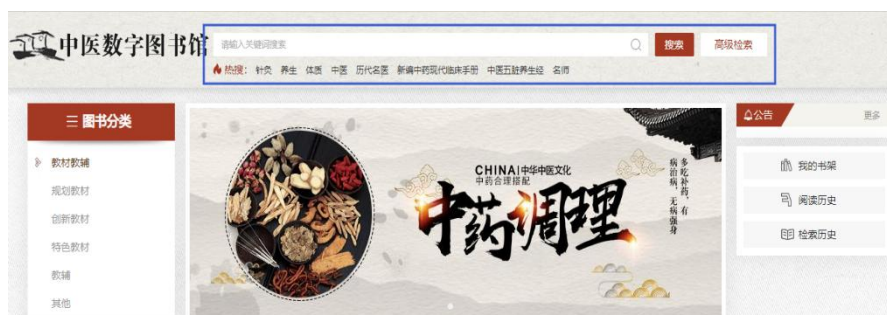 中医数字图书馆
请输入关键词搜索
搜索
高级检索
热搜： 针灸 养生 体质 中医 历代名医 新编中药现代临床手册 中医五脏养生经 名师
图书分类
教材教辅
规划教材
创新教材
特色教材
教辅
其他
CHINA|中华中医文化
中药合理搭配
中药调理
多吃补药，有
病治病，无病强身
公告
更多
我的书架
阅读历史
检索历史